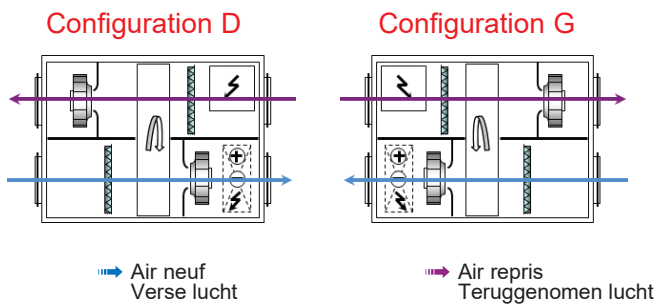 Configuration D
Configuration G
Air neuf
Verse lucht
Air repris
Teruggenomen lucht